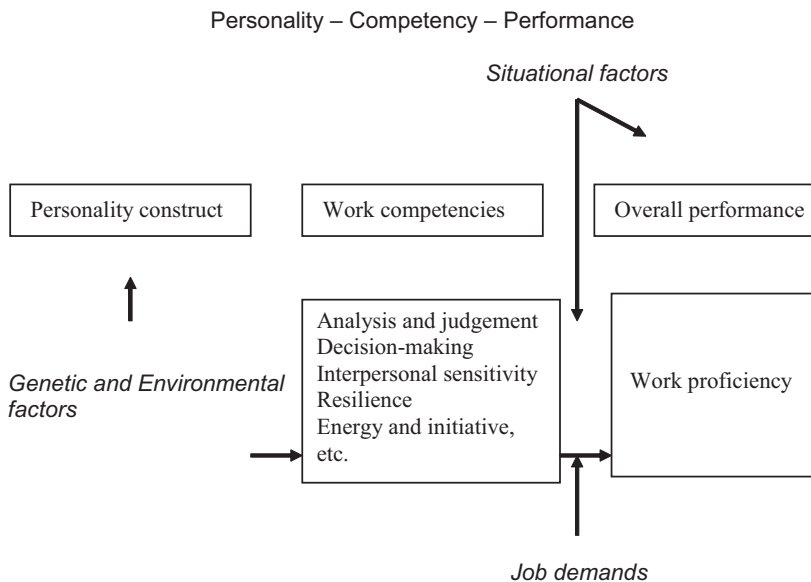 Personality – Competency – Performance
Situational factors
Personality construct
Work competencies
Overall performance
Analysis and judgement
Decision-making
Interpersonal sensitivity
Resilience
Energy and initiative,
etc.
Genetic and Environmental
factors
Work proficiency
Job demands